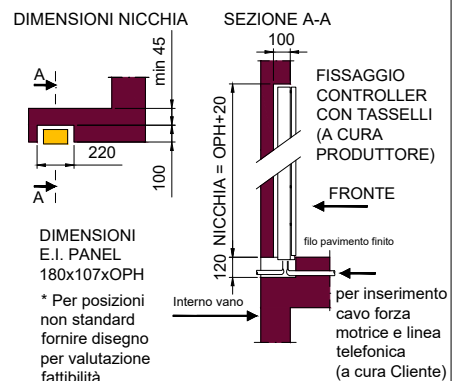 DIMENSIONI NICCHIA
SEZIONE A-A
A
min 45
220
100
A
DIMENSIONI
E.I. PANEL
180x107xOPH
* Per posizioni
non standard
fornire disegno
per valutazione
fattibilità
100
120 NICCHIA = OPH+20
FISSAGGIO
CONTROLLER
CON TASSELLI
(A CURA
PRODUTTORE)
FRONTE
filo pavimento finito
Interno vano
per inserimento
cavo forza
motrice e linea
telefonica
(a cura Cliente)